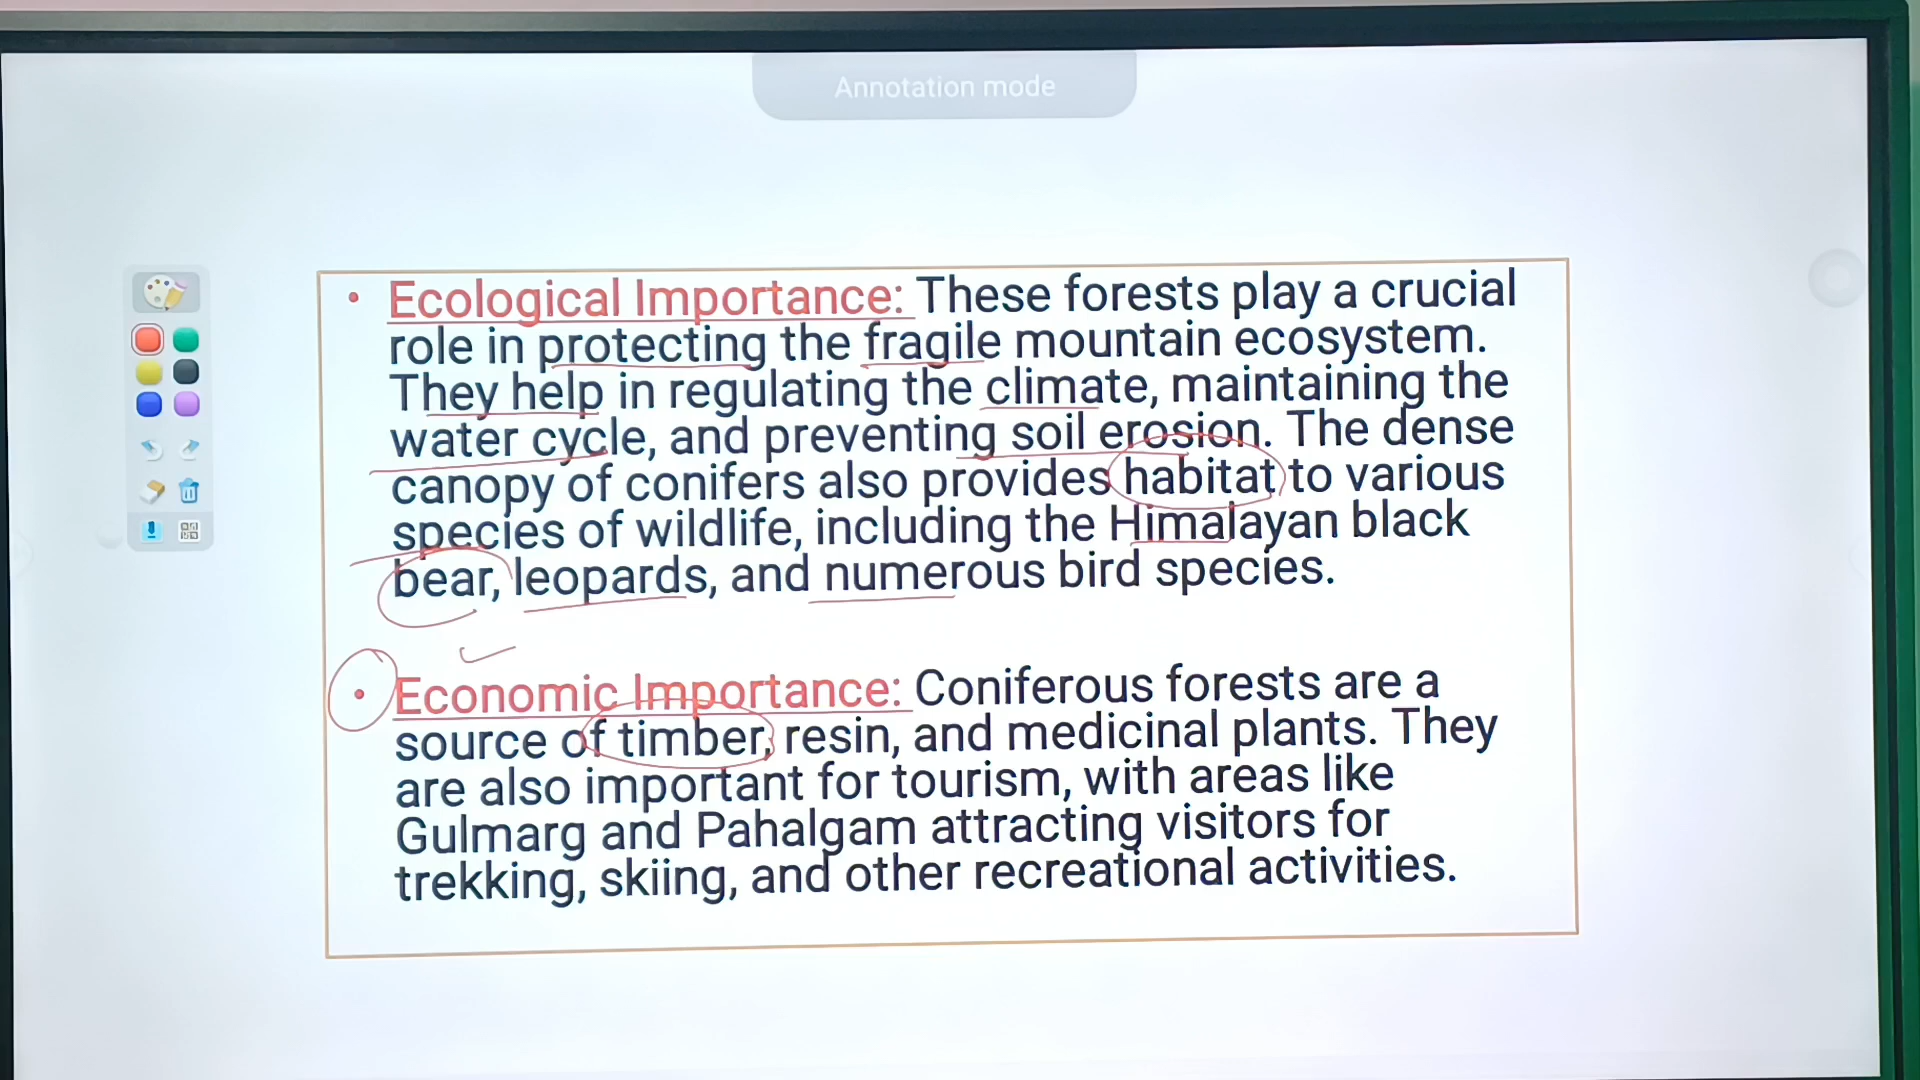 Annotation mode
• Ecological Importance: These forests play a crucial
role in protecting the fragile mountain ecosystem.
They help in regulating the climate, maintaining the
water cycle, and preventing soil erosion. The dense
canopy of conifers also provides habitat to various
species of wildlife, including the Himalayan black
bear, leopards, and numerous bird species.
• Economic Importance: Coniferous forests are a
source of timber, resin, and medicinal plants. They
are also important for tourism, with areas like
Gulmarg and Pahalgam attracting visitors for
trekking, skiing, and other recreational activities.